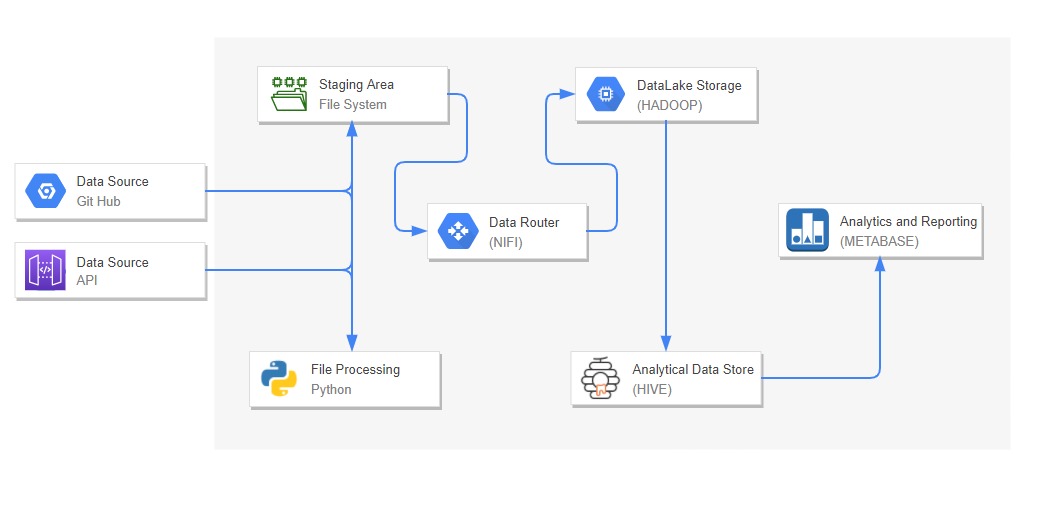 Staging Area
File System
DataLake Storage
(HADOOP)
Data Source
Git Hub
Data Router
(NIFI)
Analytics and Reporting
(METABASE)
Data Source
API
File Processing
Python
Analytical Data Store
(HIVE)